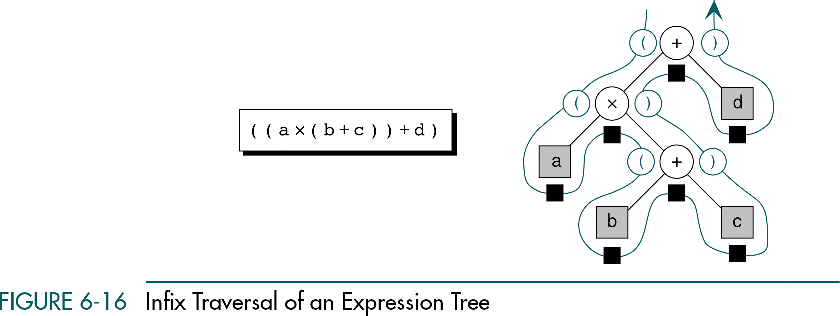 ( + )
( × ) d
( ( a × ( b + c ) ) + d )
a ( + )
b c
FIGURE 6-16 Infix Traversal of an Expression Tree